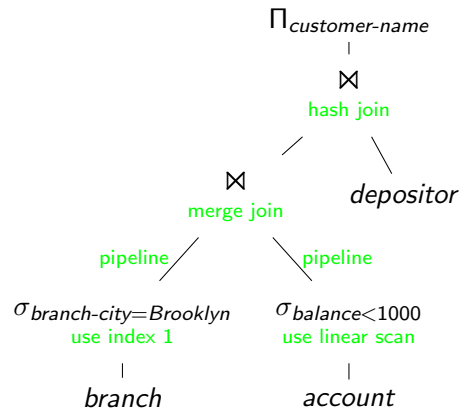 Π customer-name
⋈
hash join
⋈
merge join
depositor
pipeline pipeline
σ branch-city=Brooklyn σ balance<1000
use index 1 use linear scan
branch account